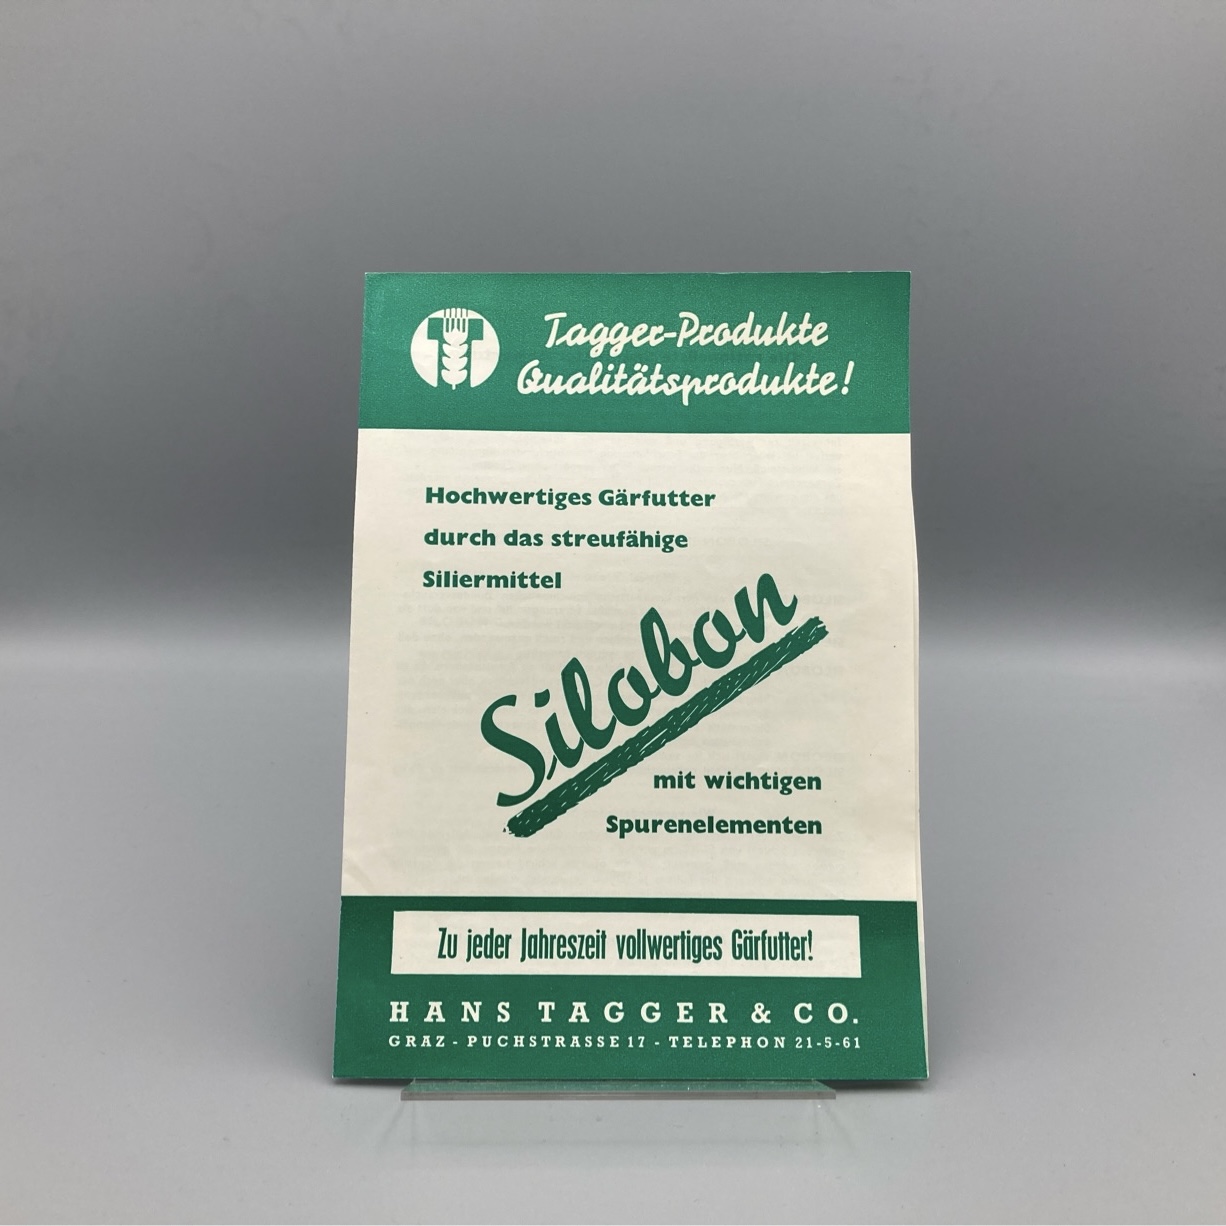 Tagger-Produkte
Qualitätsprodukte!
Hochwertiges Gärfutter
durch das streufähige
Siliermittel
Silobon
mit wichtigen
Spurenelementen
Zu jeder Jahreszeit vollwertiges Gärfutter!
HANS TAGGER & CO.
GRAZ - PUCHSTRASSE 17 - TELEPHON 21-5-61